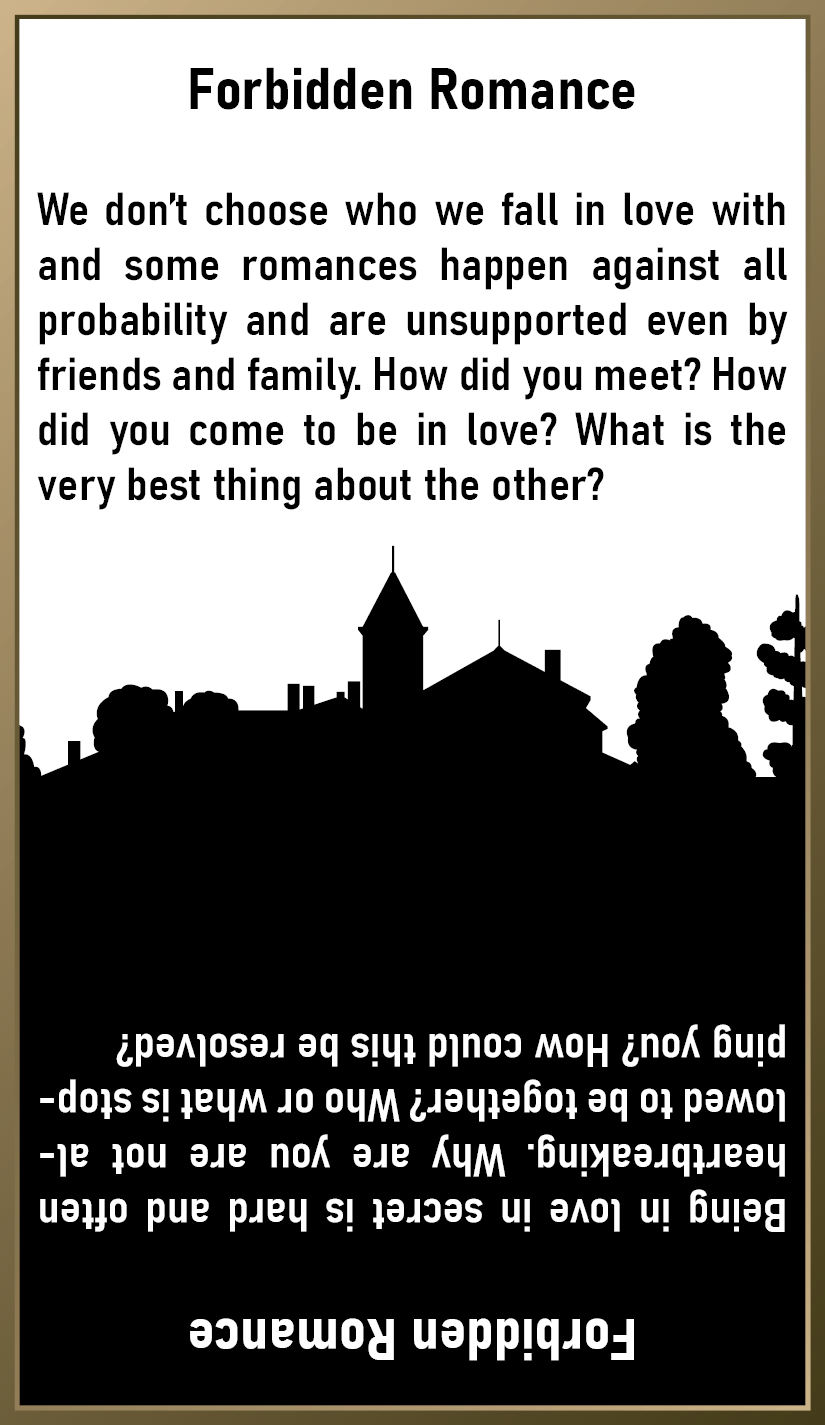 Forbidden Romance
We don’t choose who we fall in love with
and some romances happen against all
probability and are unsupported even by
friends and family. How did you meet? How
did you come to be in love? What is the
very best thing about the other?
Forbidden Romance
Being in love in secret is hard and often
heartbreaking. Why are you are not al-
lowed to be together? Who or what is stop-
ping you? How could this be resolved?